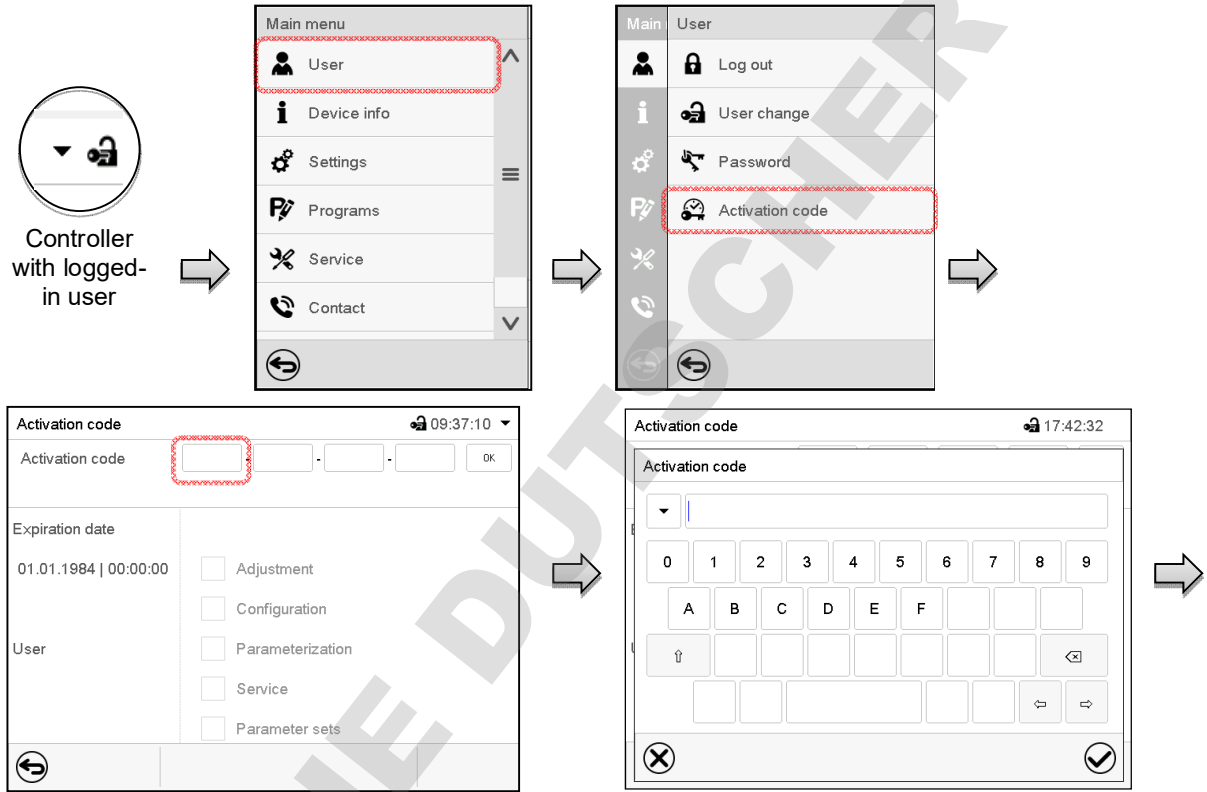 Main menu
User
Device info
Settings
Programs
Service
Contact
Controller
with logged-
in user
Main
User
Log out
User change
Password
Activation code
Activation code
09:37:10
Activation code
- - -
OK
Expiration date
01.01.1984 | 00:00:00
Adjustment
Configuration
User
Parameterization
Service
Parameter sets
Activation code
17:42:32
Activation code
0 1 2 3 4 5 6 7 8 9
A B C D E F
NE DUTSCHER